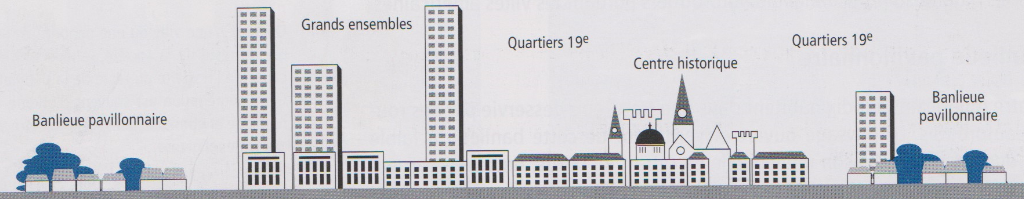 Grands ensembles
Quartiers 19e
Quartiers 19e
Centre historique
Banlieue pavillonnaire
Banlieue
pavillonnaire